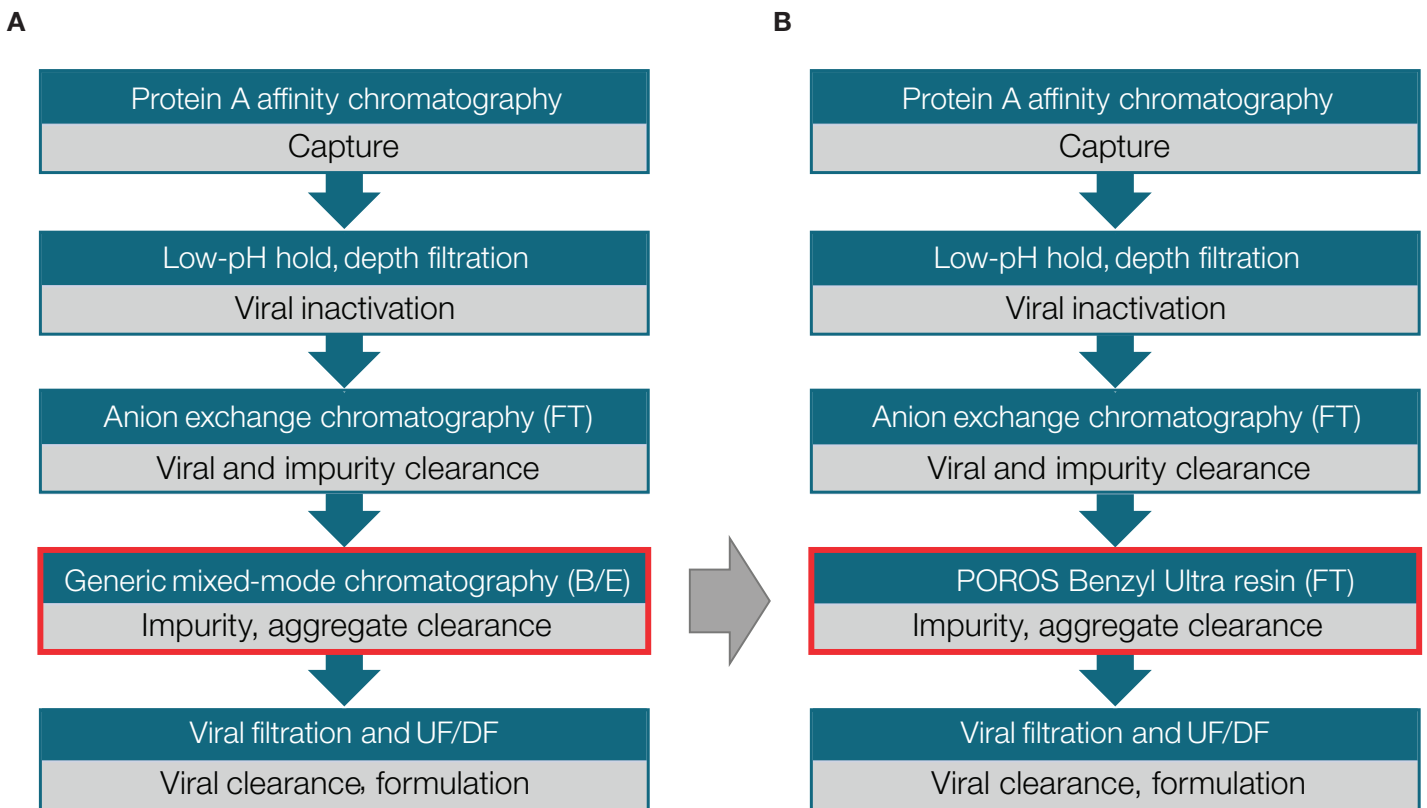 A
Protein A affinity chromatography
Capture
Low-pH hold, depth filtration
Viral inactivation
Anion exchange chromatography (FT)
Viral and impurity clearance
Generic mixed-mode chromatography (B/E)
Impurity, aggregate clearance
Viral filtration and UF/DF
Viral clearance, formulation
B
Protein A affinity chromatography
Capture
Low-pH hold, depth filtration
Viral inactivation
Anion exchange chromatography (FT)
Viral and impurity clearance
POROS Benzyl Ultra resin (FT)
Impurity, aggregate clearance
Viral filtration and UF/DF
Viral clearance, formulation